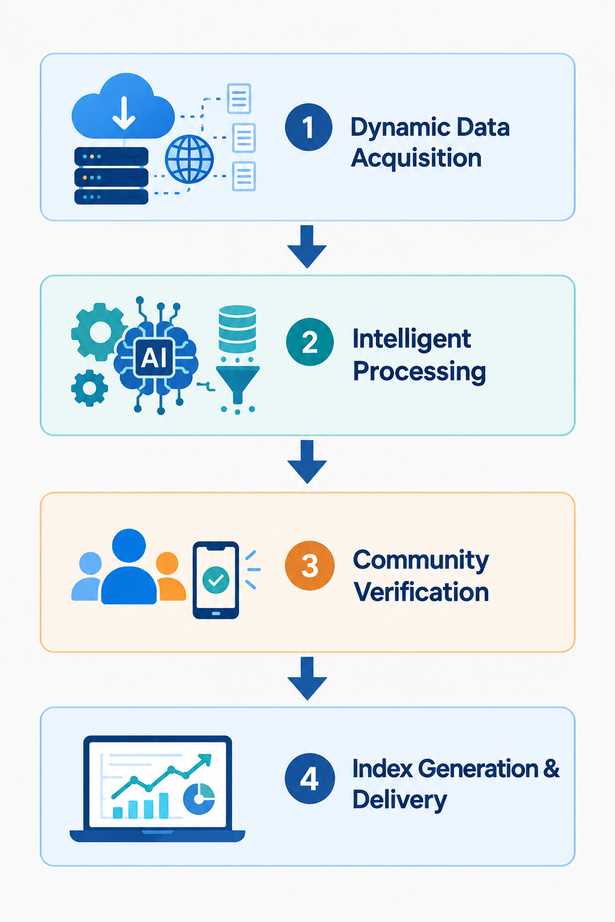 1
Dynamic Data
Acquisition
AI
2
Intelligent
Processing
3
Community
Verification
4
Index Generation &
Delivery